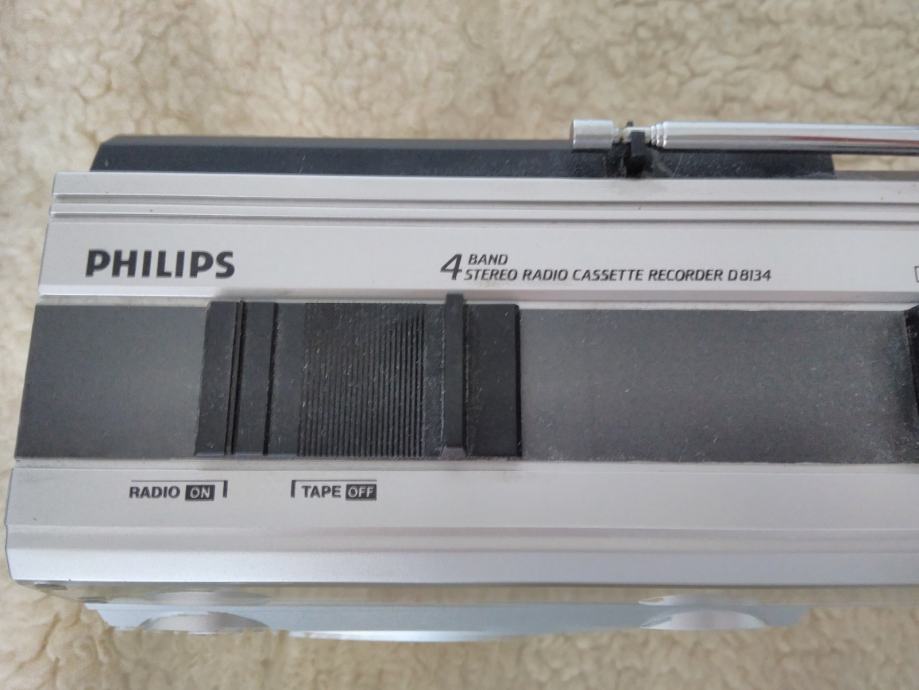 PHILIPS
4 BAND
STEREO RADIO CASSETTE RECORDER D8134
RADIO ON
TAPE OFF